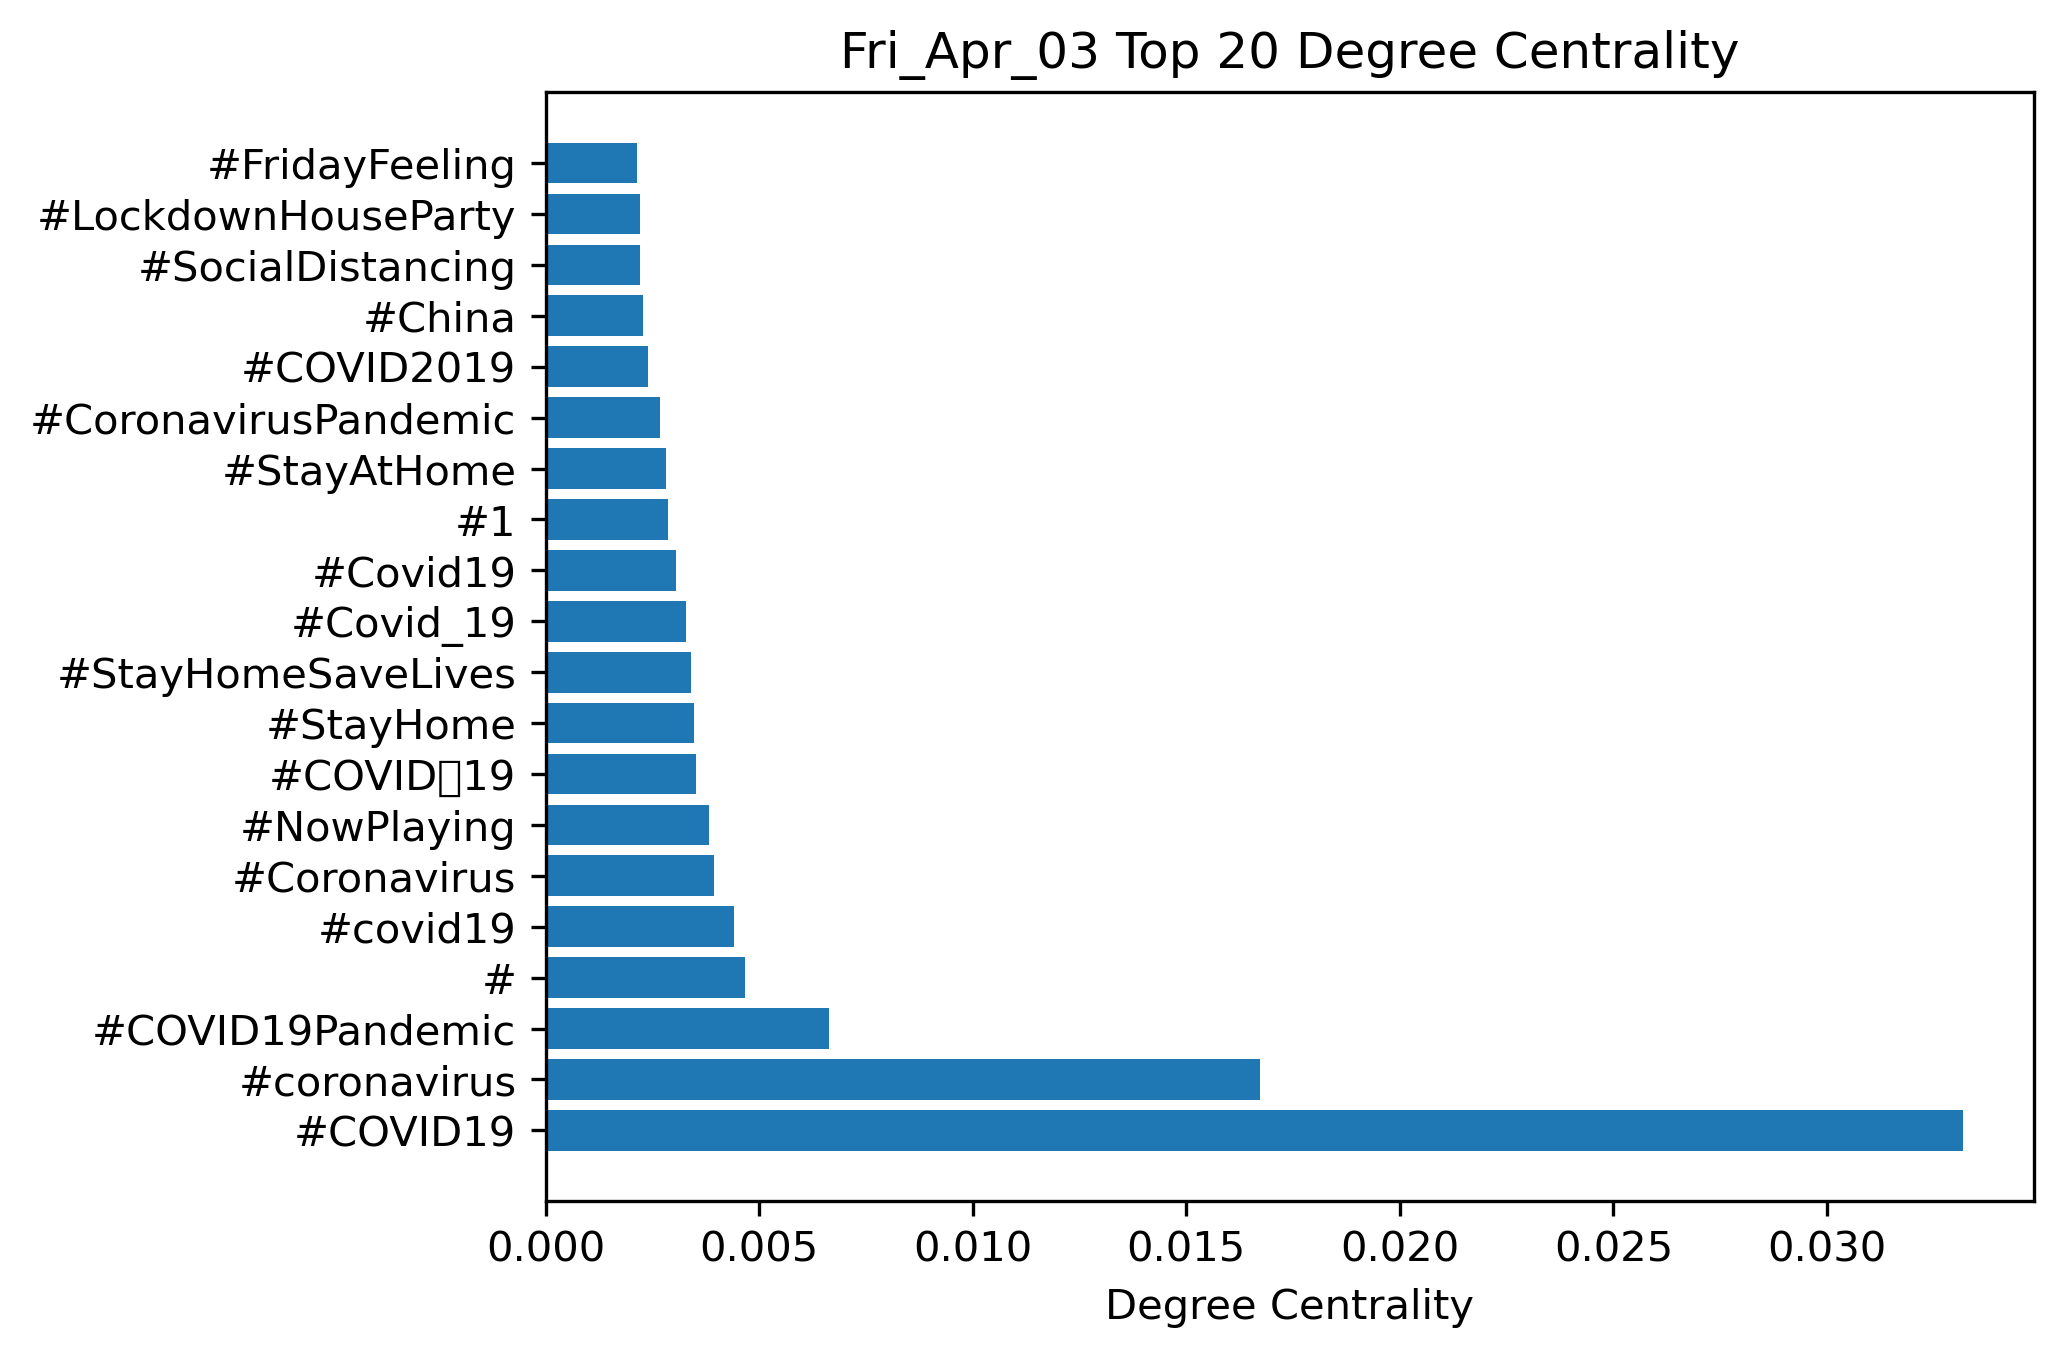 Fri_Apr_03 Top 20 Degree Centrality
#FridayFeeling
#LockdownHouseParty
#SocialDistancing
#China
#COVID2019
#CoronavirusPandemic
#StayAtHome
#1
#Covid19
#Covid_19
#StayHomeSaveLives
#StayHome
#COVID▯19
#NowPlaying
#Coronavirus
#covid19
#
#COVID19Pandemic
#coronavirus
#COVID19
0.000 0.005 0.010 0.015 0.020 0.025 0.030
Degree Centrality